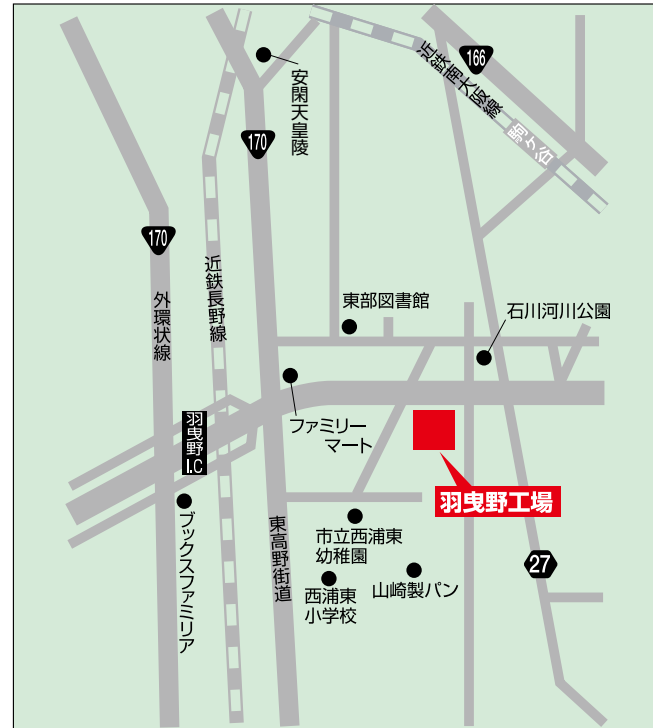 166
近鉄南大阪線
駒ヶ谷
安閑天皇陵
170
170
外環状線
近鉄長野線
東部図書館
石川河川公園
ファミリー
マート
羽曳野
I.C
羽曳野工場
ブックスファミリア
東高野街道
市立西浦東
幼稚園
27
西浦東
小学校
山崎製パン